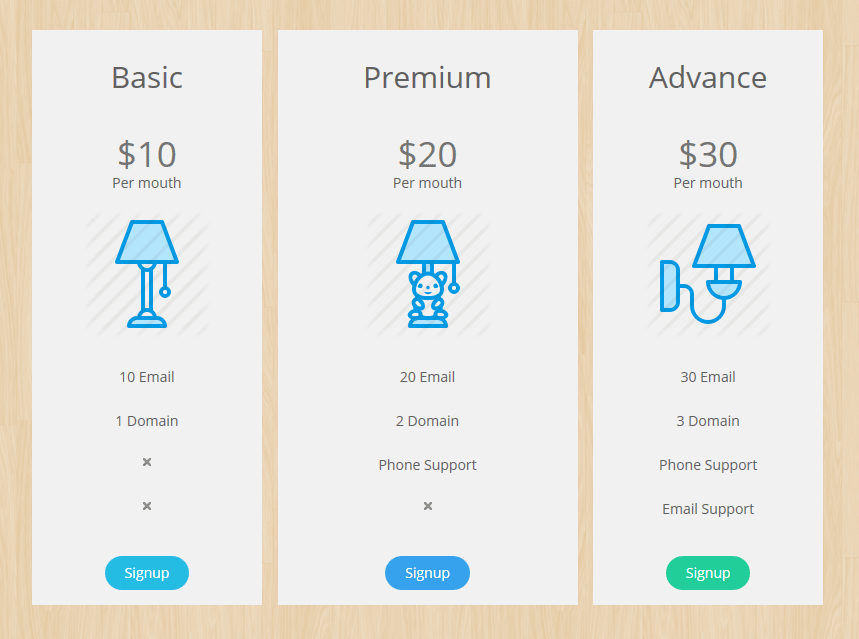 Basic
$10
Per mouth
10 Email
1 Domain
Signup
Premium
$20
Per mouth
20 Email
2 Domain
Phone Support
Signup
Advance
$30
Per mouth
30 Email
3 Domain
Phone Support
Email Support
Signup